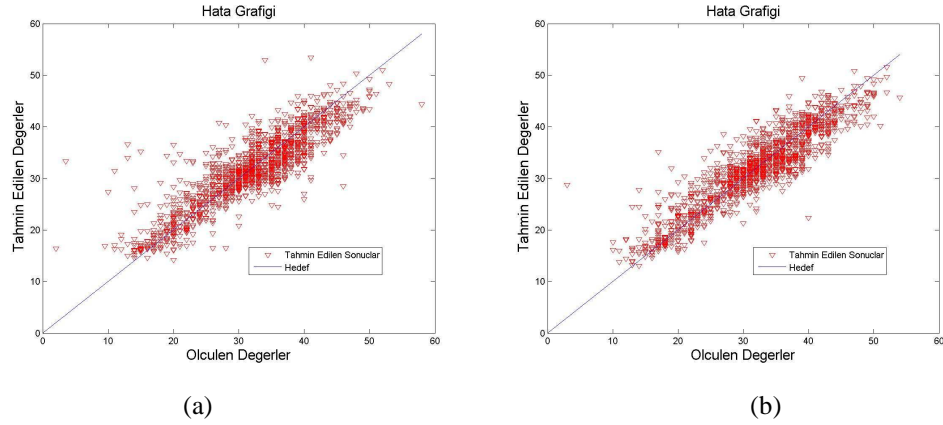 Hata Grafigi
60
50
40
30
20
10
0
Tahmin Edilen Degerler
Tahmin Edilen Sonuclar
Hedef
0 10 20 30 40 50 60
Olculen Degerler
(a)
Hata Grafigi
60
50
40
30
20
10
0
Tahmin Edilen Degerler
Tahmin Edilen Sonuclar
Hedef
0 10 20 30 40 50 60
Olculen Degerler
(b)